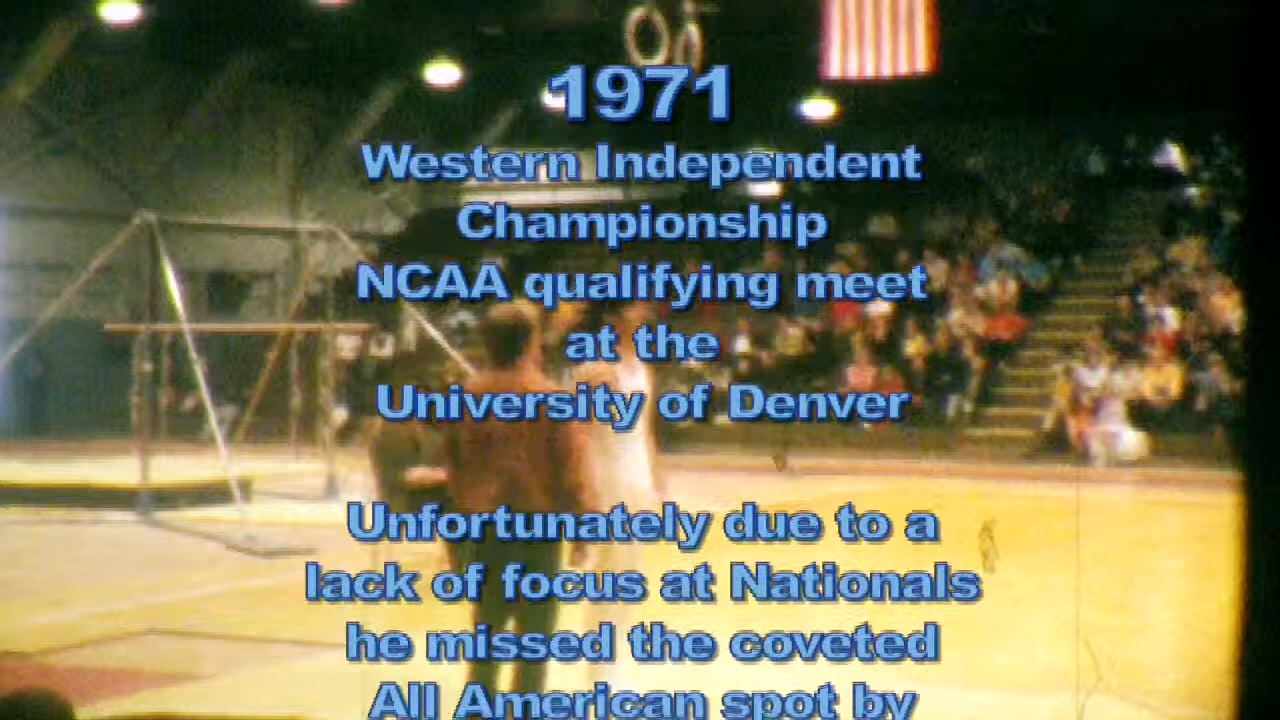 1971
Western Independent
Championship
NCAA qualifying meet
at the
University of Denver
Unfortunately due to a
lack of focus at Nationals
he missed the coveted
All American spot by